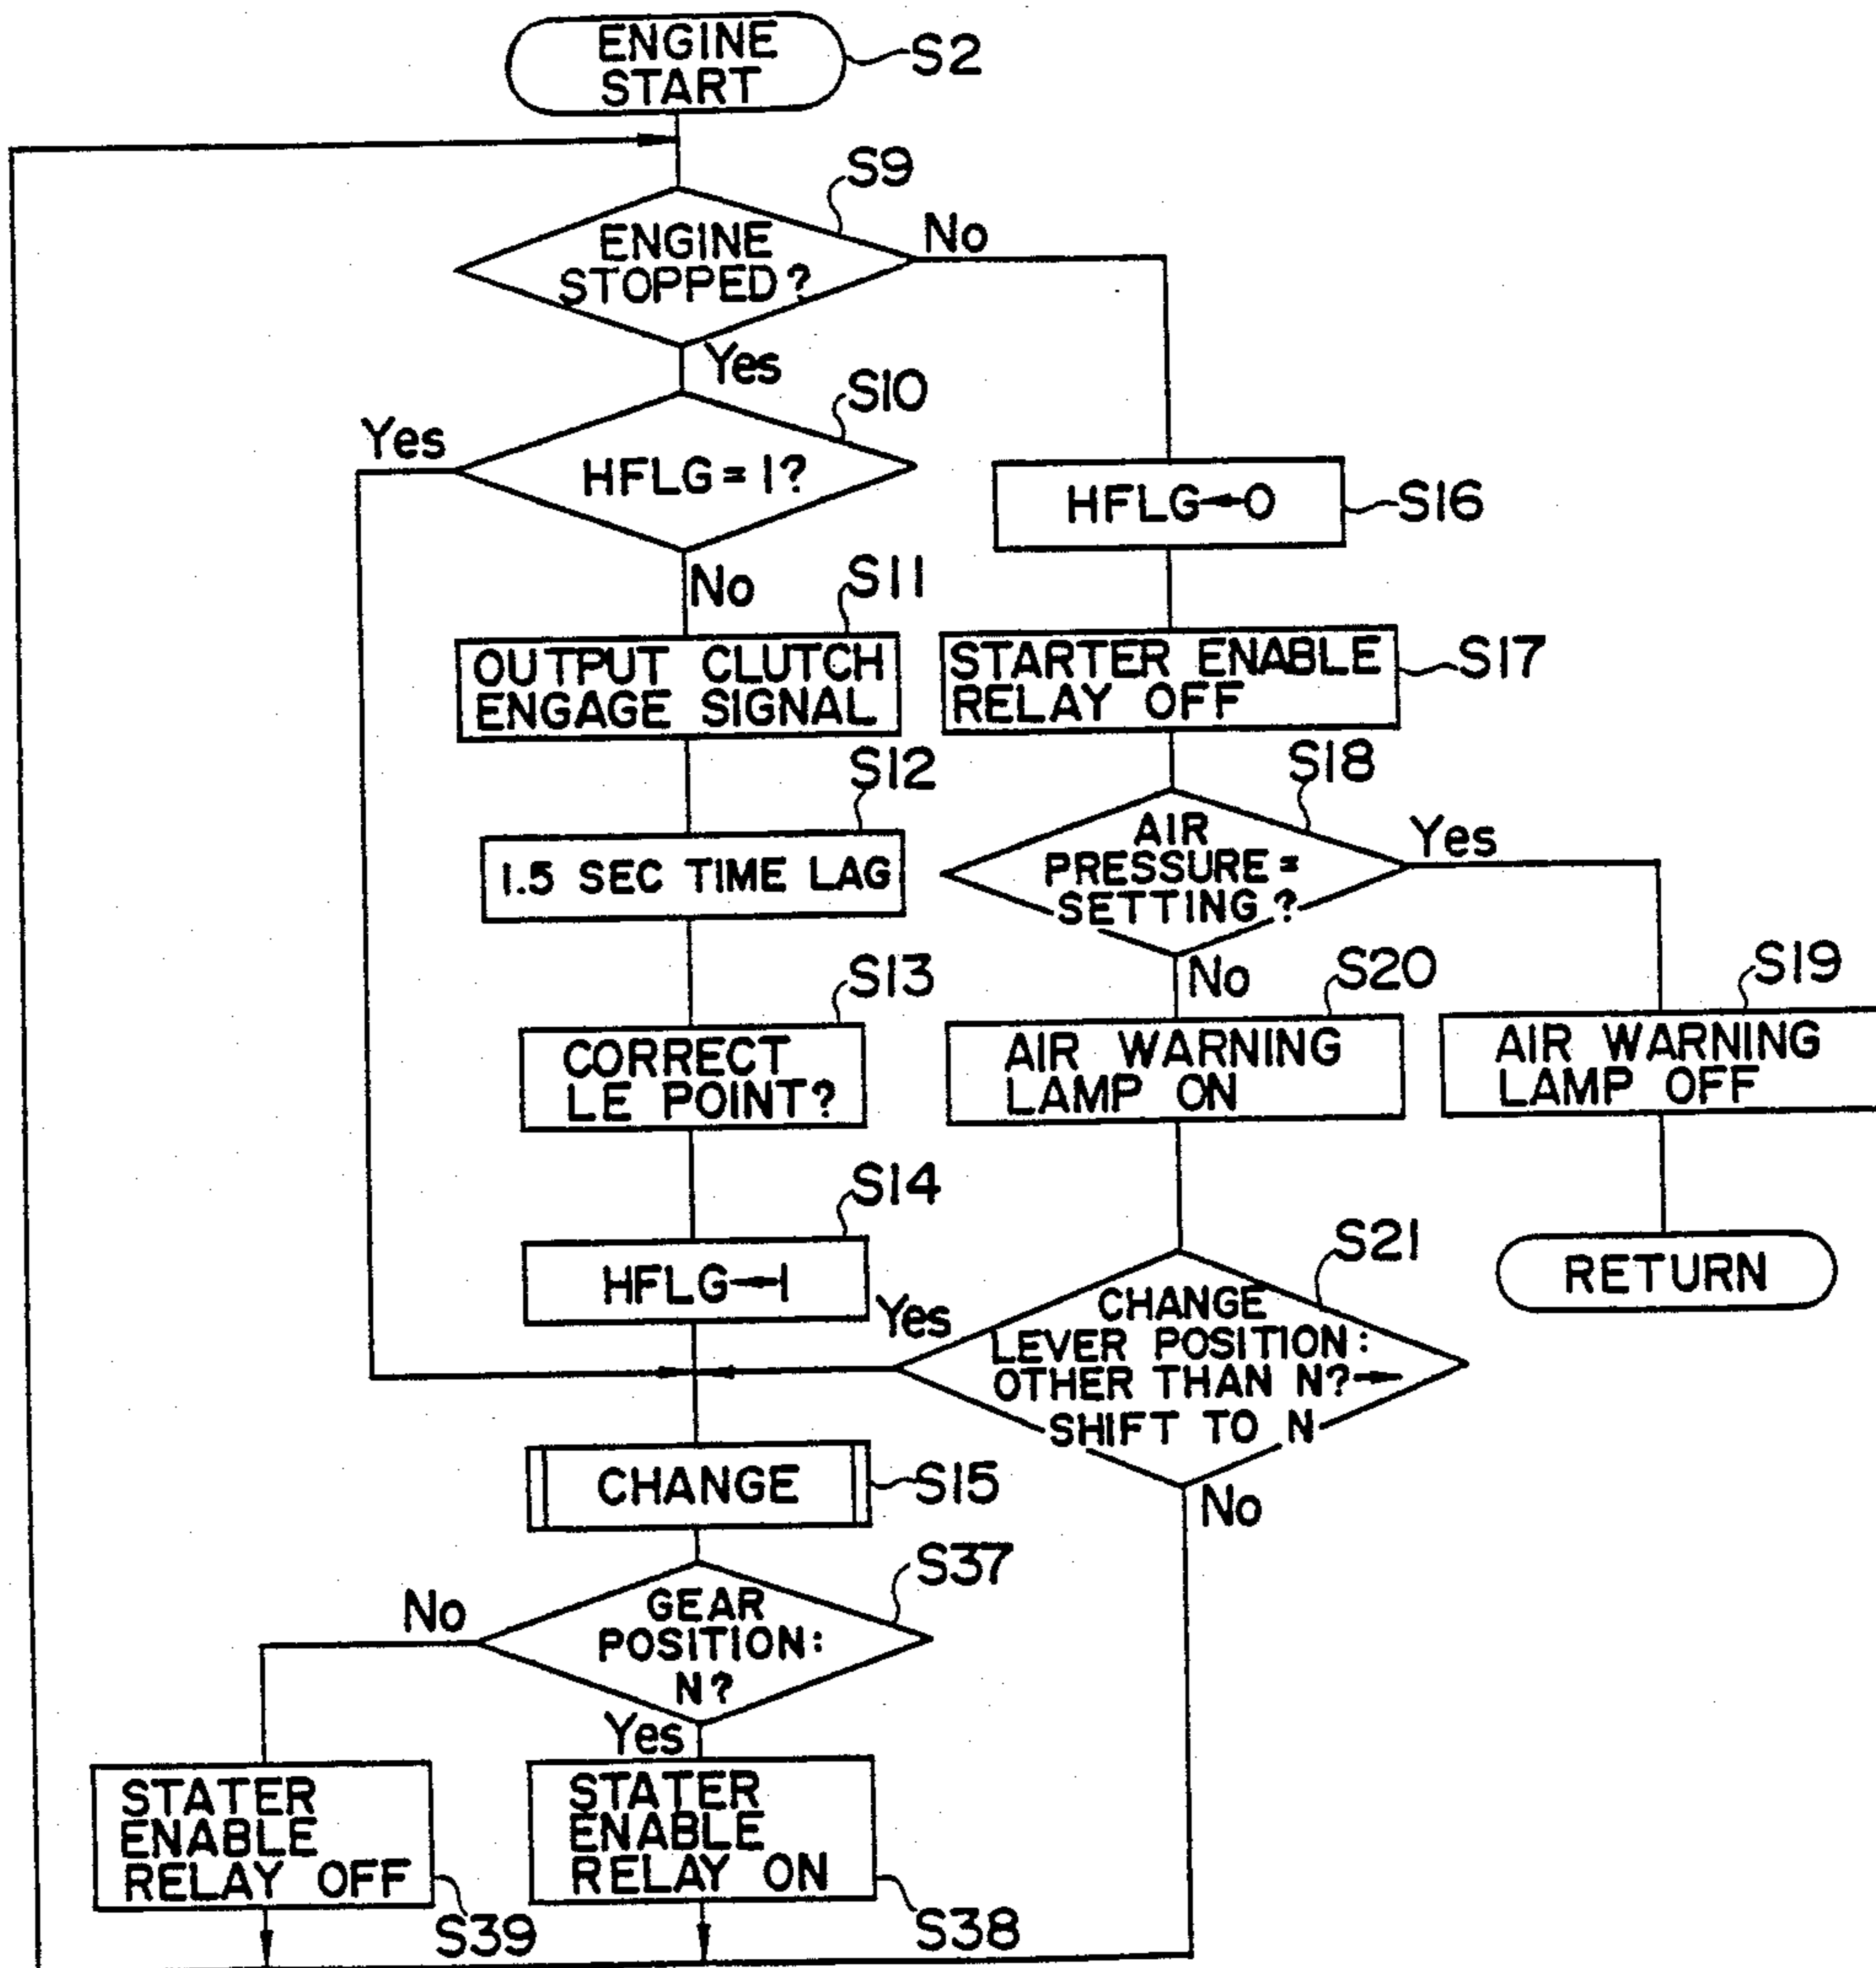 ENGINE
START
S2
S9
ENGINE
STOPPED?
No
Yes
S10
Yes
HFLG=1?
No
HFLG←0
S16
S11
OUTPUT CLUTCH
ENGAGE SIGNAL
STARTER ENABLE
RELAY OFF
S17
S12
1.5 SEC TIME LAG
S18
AIR
PRESSURE=
SETTING?
Yes
No
S13
CORRECT
LE POINT?
S20
AIR WARNING
LAMP ON
S19
AIR WARNING
LAMP OFF
RETURN
S14
HFLG←1
S21
CHANGE
LEVER POSITION:
OTHER THAN N?→
SHIFT TO N
Yes
No
CHANGE
S15
S37
GEAR
POSITION:
N?
No
Yes
STATER
ENABLE
RELAY OFF
S39
STATER
ENABLE
RELAY ON
S38